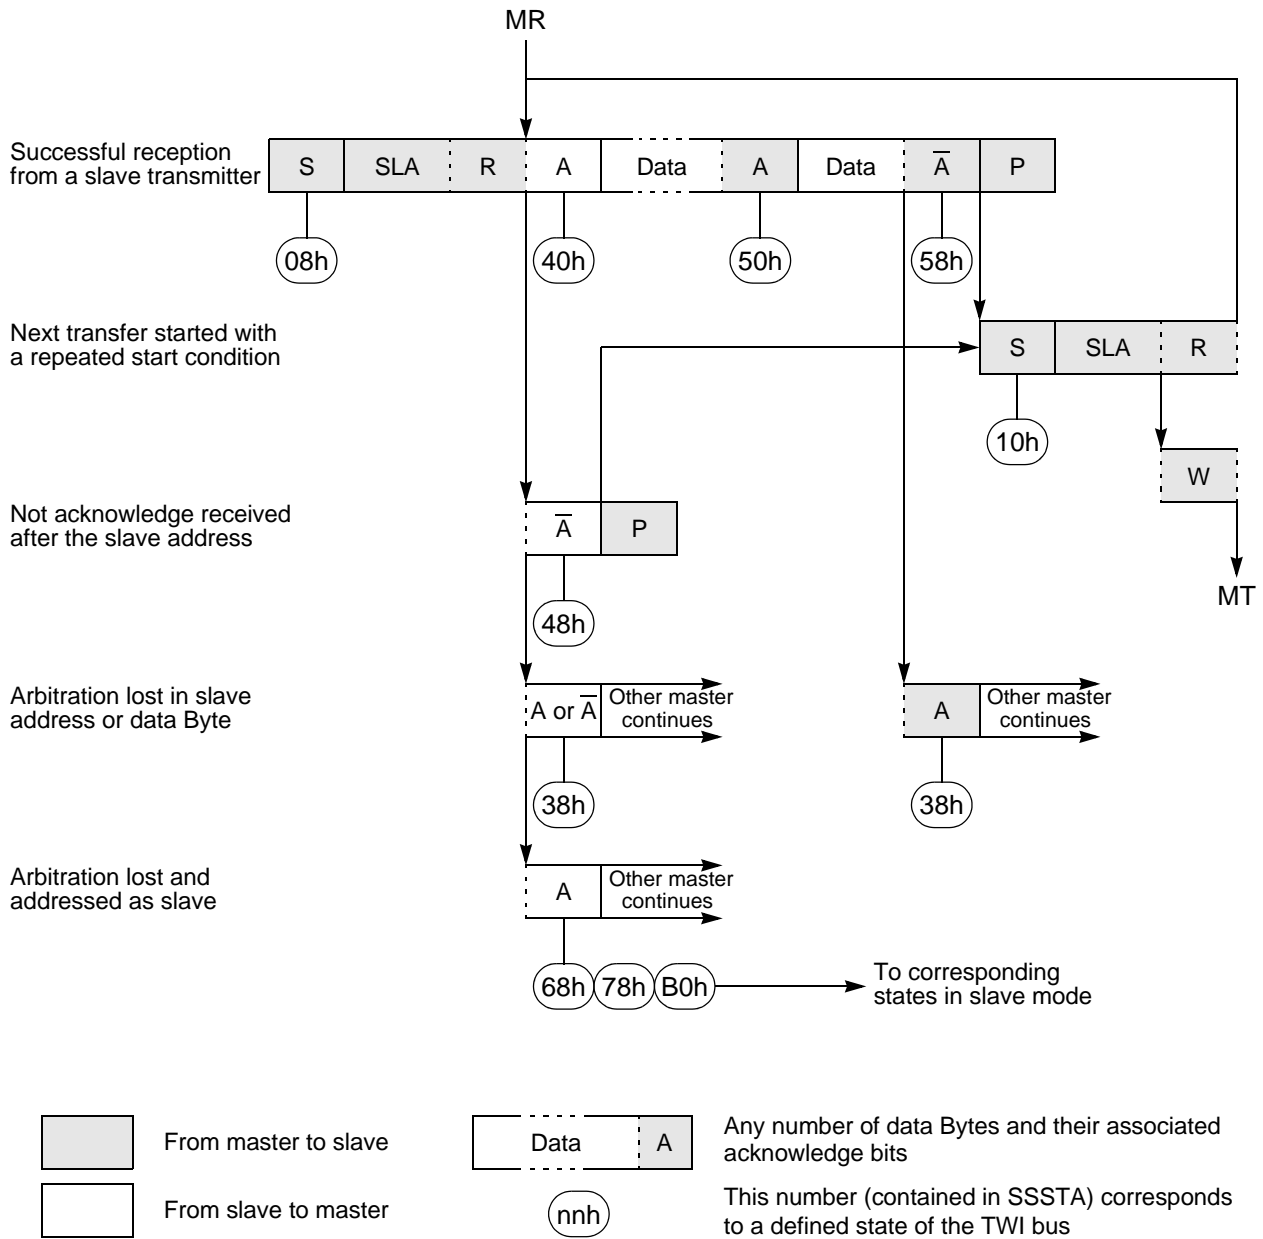 MR
Successful reception
from a slave transmitter
S SLA R A Data A Data A̅ P
08h 40h 50h 58h
Next transfer started with
a repeated start condition
S SLA R
10h
W
MT
Not acknowledge received
after the slave address
A̅ P
48h
Arbitration lost in slave
address or data Byte
A or A̅ Other master
continues
A Other master
continues
38h 38h
Arbitration lost and
addressed as slave
A Other master
continues
68h 78h B0h
To corresponding
states in slave mode
From master to slave
Data A
Any number of data Bytes and their associated
acknowledge bits
From slave to master
nnh
This number (contained in SSSTA) corresponds
to a defined state of the TWI bus